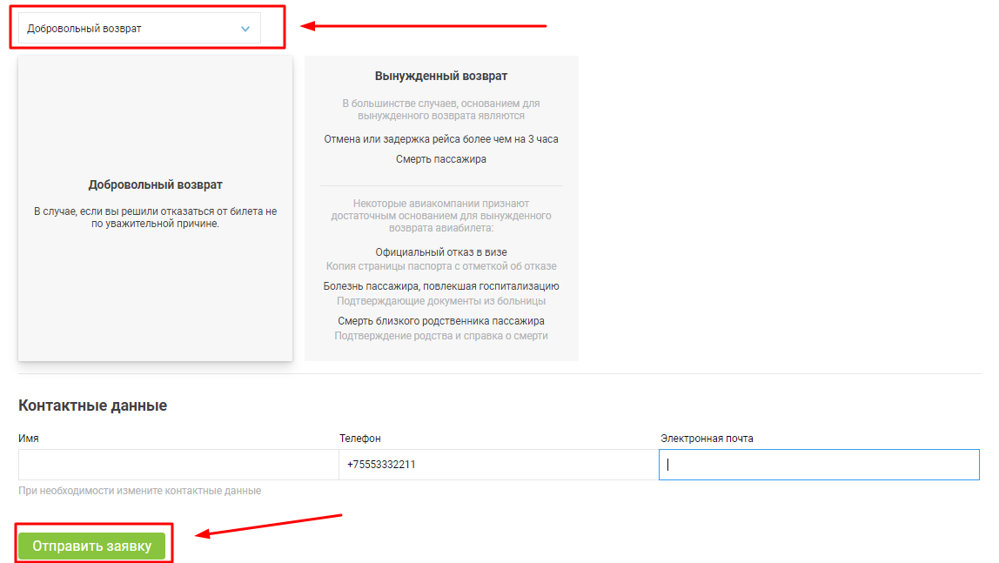 Добровольный возврат
Добровольный возврат
В случае, если вы решили отказаться от билета не
по уважительной причине.
Вынужденный возврат
В большинстве случаев, основанием для
вынужденного возврата являются
Отмена или задержка рейса более чем на 3 часа
Смерть пассажира
Некоторые авиакомпании признают
достаточным основанием для вынужденного
возврата авиабилета:
Официальный отказ в визе
Копия страницы паспорта с отметкой об отказе
Болезнь пассажира, повлекшая госпитализацию
Подтверждающие документы из больницы
Смерть близкого родственника пассажира
Подтверждение родства и справка о смерти
Контактные данные
Имя
Телефон
Электронная почта
+75553332211
При необходимости измените контактные данные
Отправить заявку